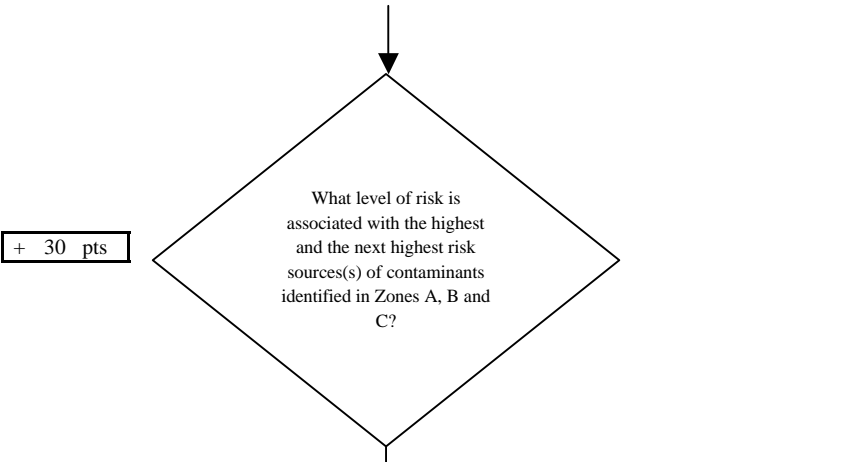 What level of risk is
associated with the highest
and the next highest risk
sources(s) of contaminants
identified in Zones A, B and
C?
+ 30 pts